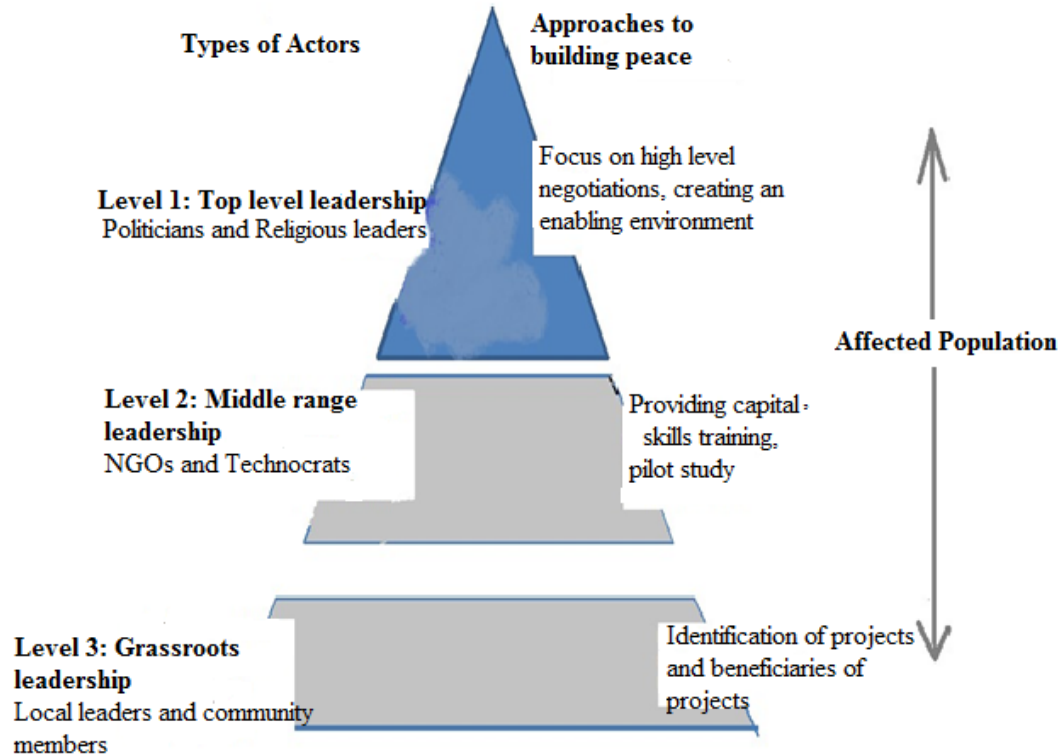 Types of Actors
Approaches to
building peace
Level 1: Top level leadership
Politicians and Religious leaders
Focus on high level
negotiations, creating an
enabling environment
Affected Population
Level 2: Middle range
leadership
NGOs and Technocrats
Providing capital
skills training,
pilot study
Level 3: Grassroots
leadership
Local leaders and community
members
Identification of projects
and beneficiaries of
projects